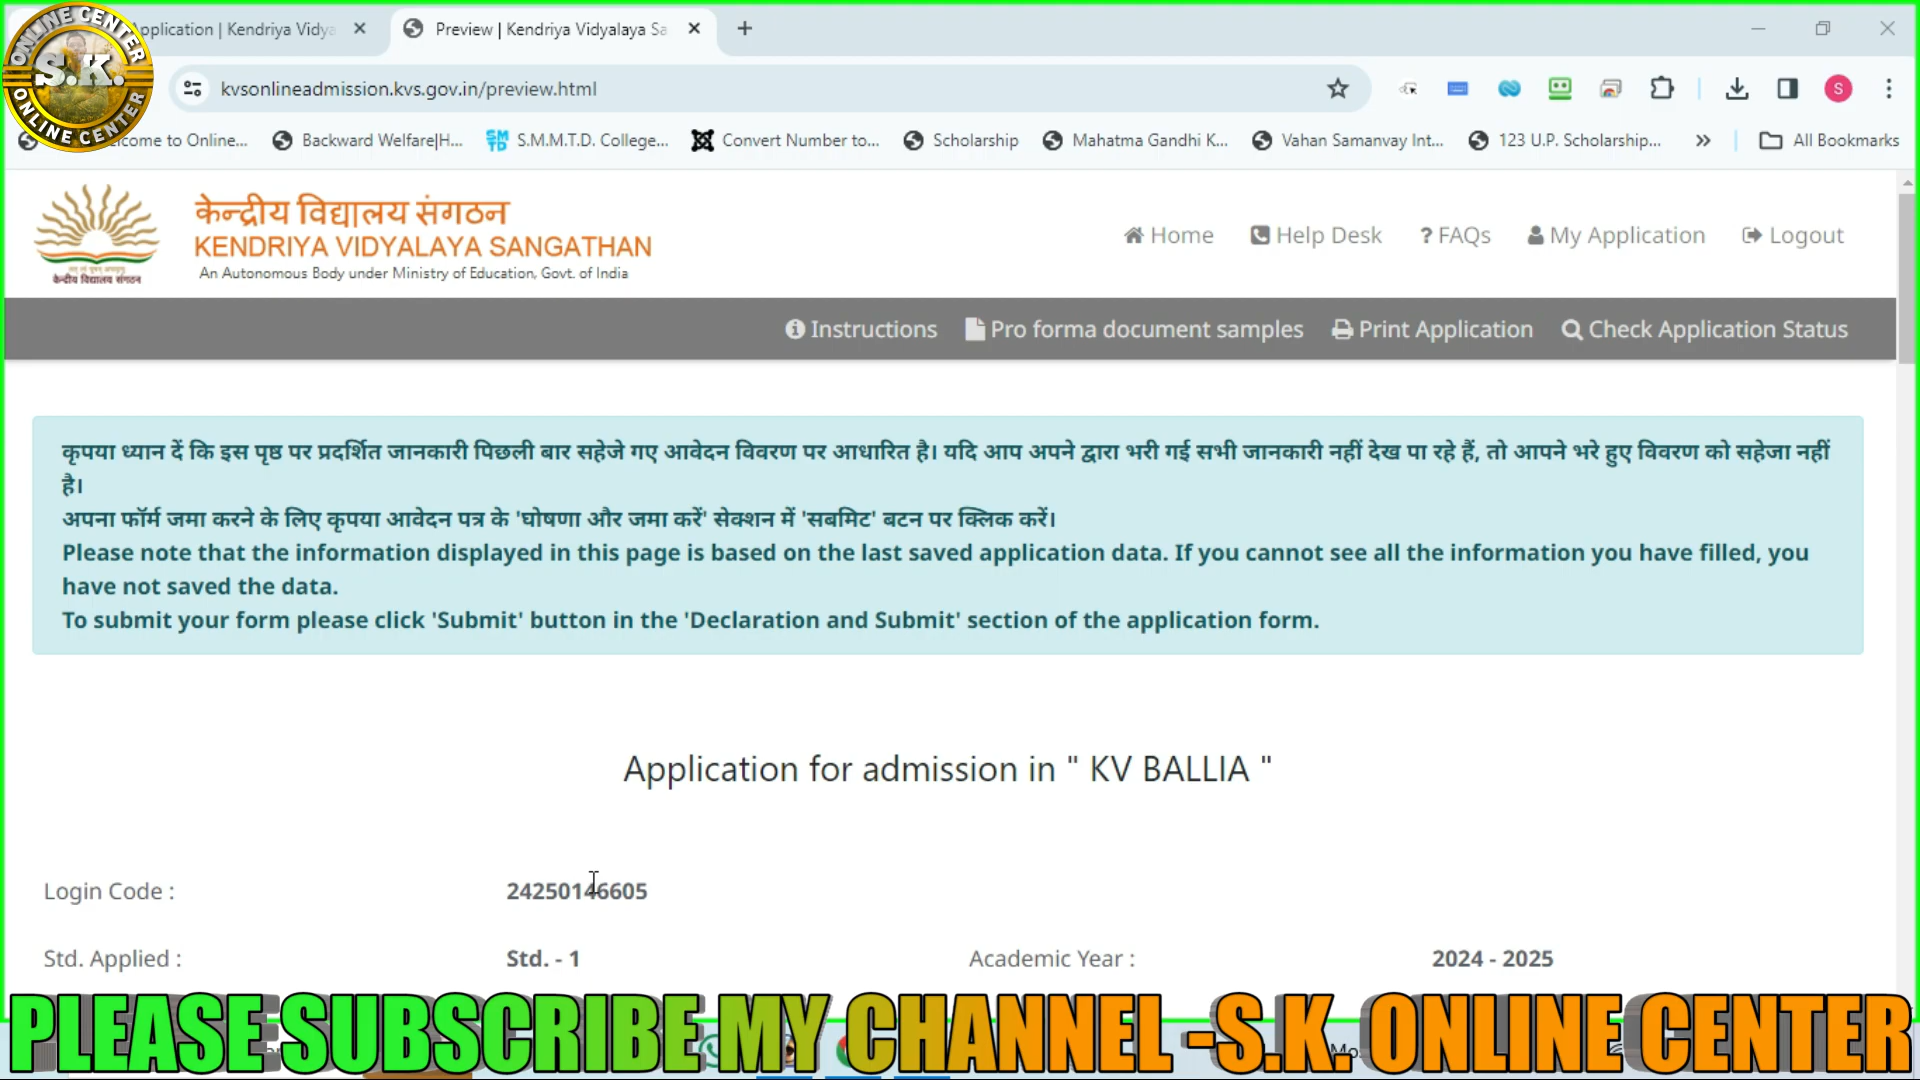 ONLINE CENTER
S.K.
ONLINE CENTER
pplication | Kendriya Vidya
Preview | Kendriya Vidyalaya Sa
kvsonlineadmission.kvs.gov.in/preview.html
S
come to Online...
Backward Welfare|H...
S.M.M.T.D. College...
Convert Number to...
Scholarship
Mahatma Gandhi K...
Vahan Samanvay Int...
123 U.P. Scholarship...
All Bookmarks
केन्द्रीय विद्यालय संगठन
KENDRIYA VIDYALAYA SANGATHAN
An Autonomous Body under Ministry of Education, Govt. of India
केन्द्रीय विद्यालय संगठन
Home
Help Desk
? FAQs
My Application
Logout
Instructions
Pro forma document samples
Print Application
Check Application Status
कृपया ध्यान दें कि इस पृष्ठ पर प्रदर्शित जानकारी पिछली बार सहेजे गए आवेदन विवरण पर आधारित है। यदि आप अपने द्वारा भरी गई सभी जानकारी नहीं देख पा रहे हैं, तो आपने भरे हुए विवरण को सहेजा नहीं
है।
अपना फॉर्म जमा करने के लिए कृपया आवेदन पत्र के 'घोषणा और जमा करें' सेक्शन में 'सबमिट' बटन पर क्लिक करें।
Please note that the information displayed in this page is based on the last saved application data. If you cannot see all the information you have filled, you
have not saved the data.
To submit your form please click 'Submit' button in the 'Declaration and Submit' section of the application form.
Application for admission in " KV BALLIA "
Login Code : 24250146605
Std. Applied : Std. - 1 Academic Year : 2024 - 2025
PLEASE SUBSCRIBE MY CHANNEL -S.K. ONLINE CENTER